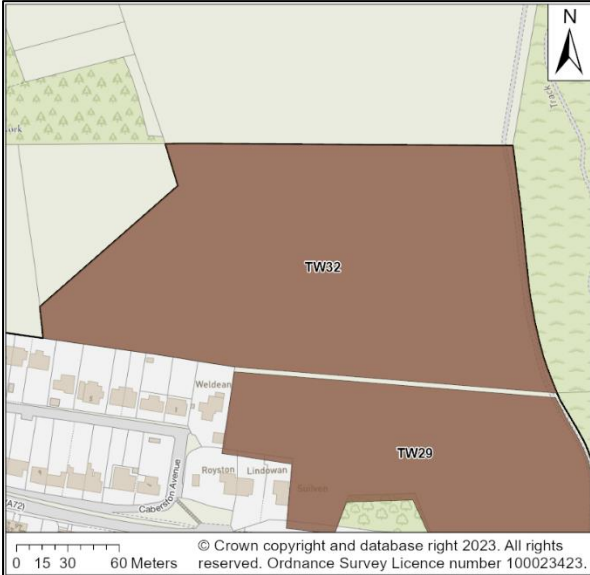 N
Track
ork
TW32
Weldean
TW29
Royston
Lindowan
Caberston Avenue
(A72)
0 15 30 60 Meters
© Crown copyright and database right 2023. All rights
reserved. Ordnance Survey Licence number 100023423.